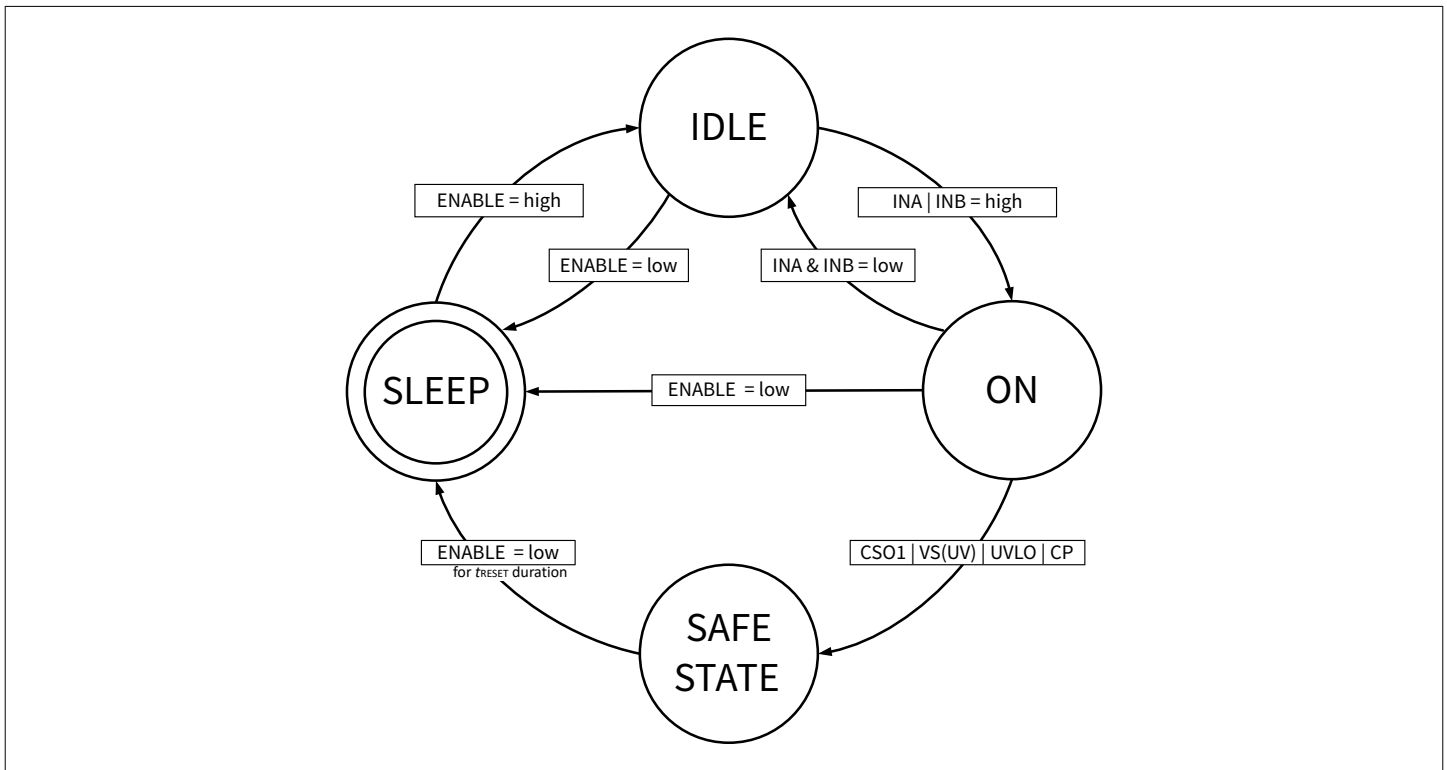 IDLE
ENABLE = high
INA | INB = high
ENABLE = low
INA & INB = low
SLEEP
ENABLE = low
ON
ENABLE = low
for tRESET duration
CSO1 | VS(UV) | UVLO | CP
SAFE
STATE